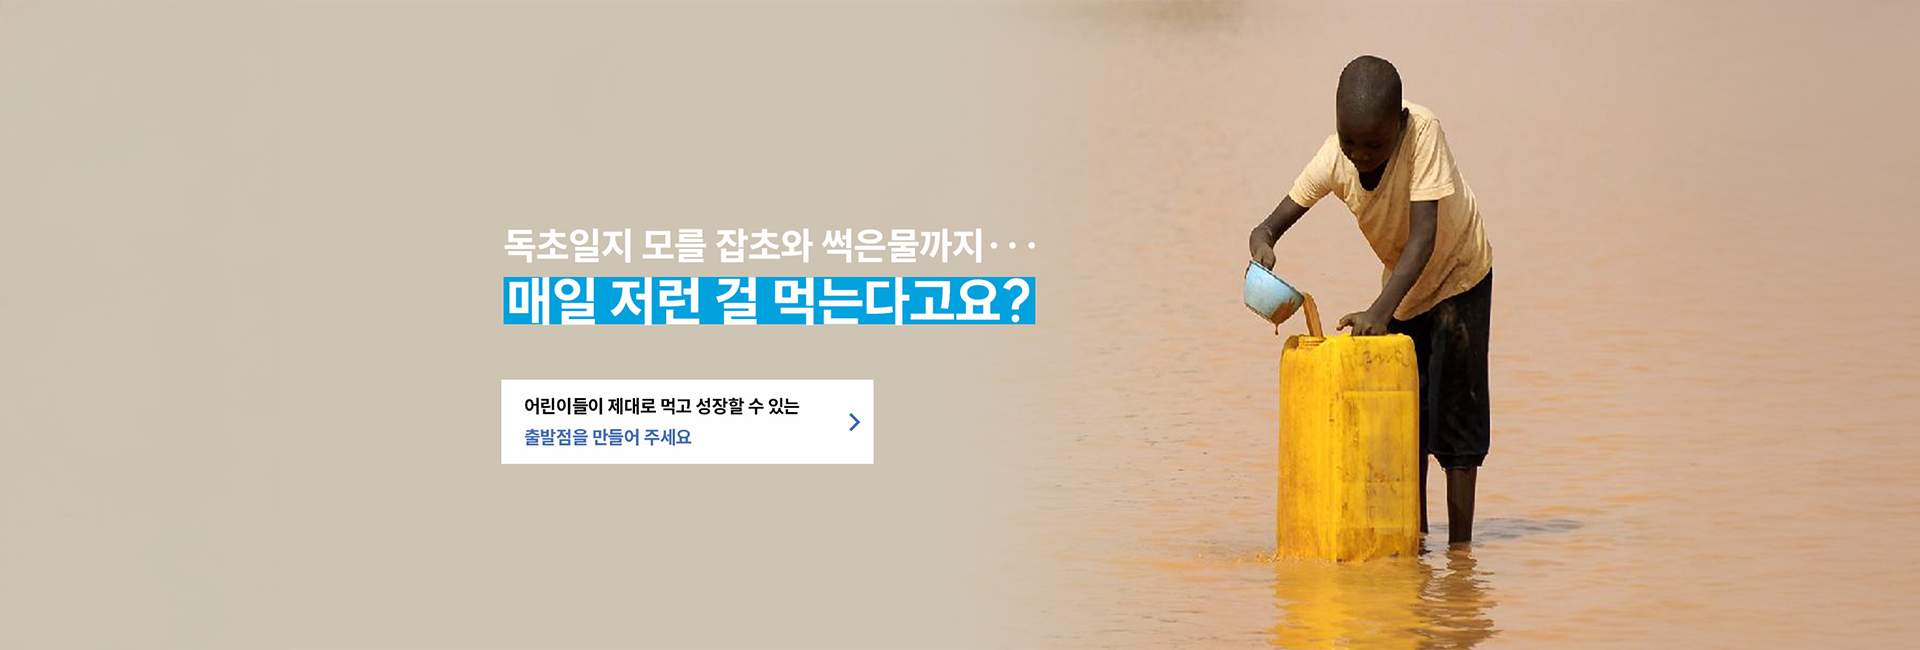 독초일지 모를 잡초와 썩은물까지···
매일 저런 걸 먹는다고요?
어린이들이 제대로 먹고 성장할 수 있는
출발점을 만들어 주세요